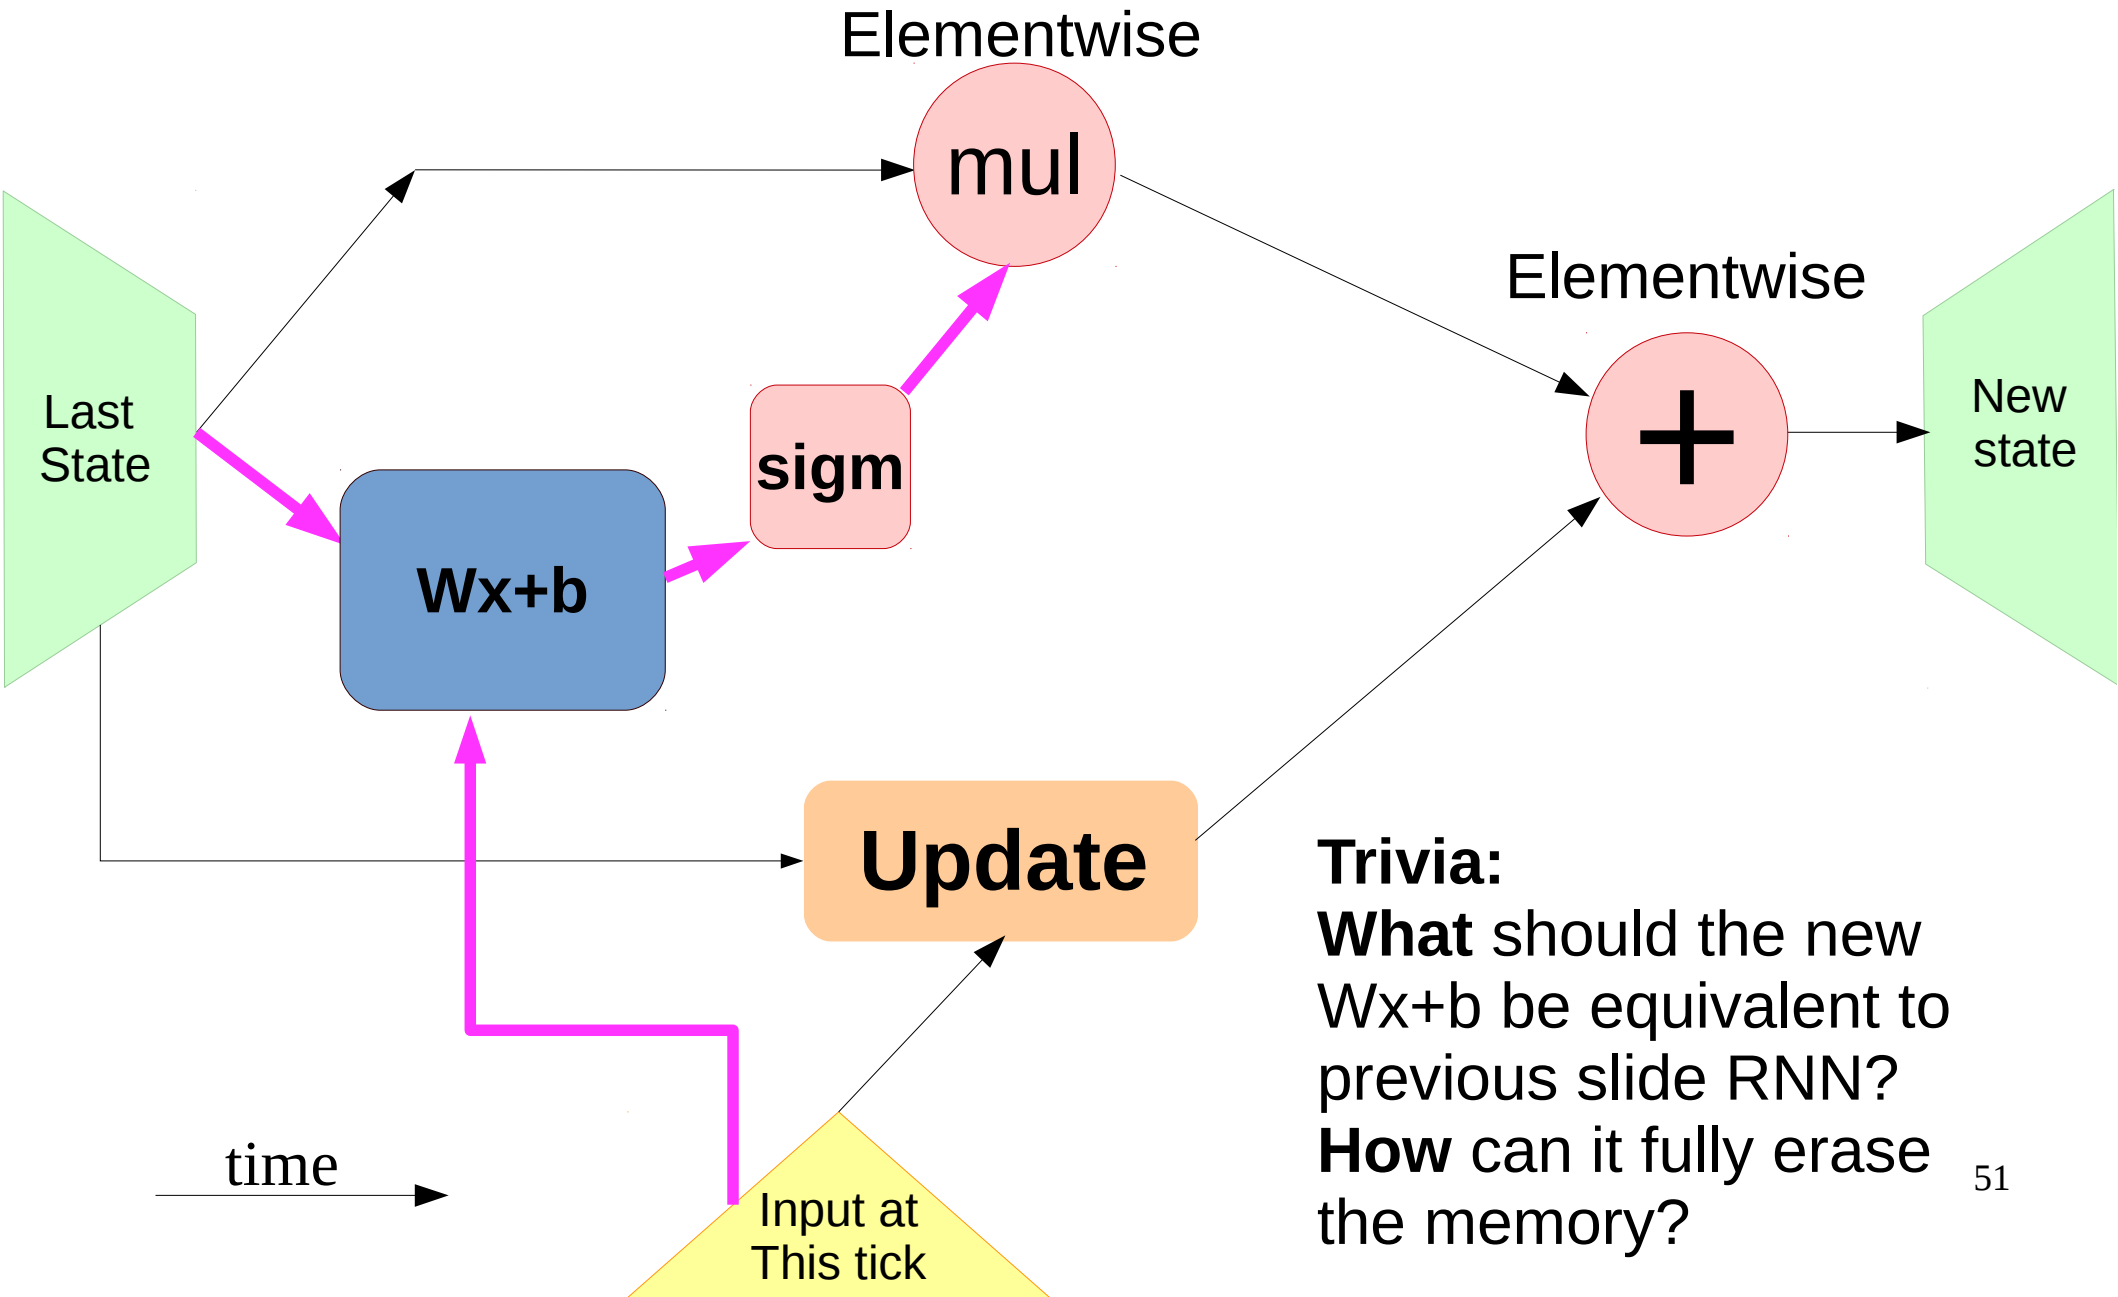 Elementwise
mul
Elementwise
+
Last
State
New
state
sigm
Wx+b
Update
Trivia:
What should the new
Wx+b be equivalent to
previous slide RNN?
How can it fully erase
the memory?
time
Input at
This tick
51